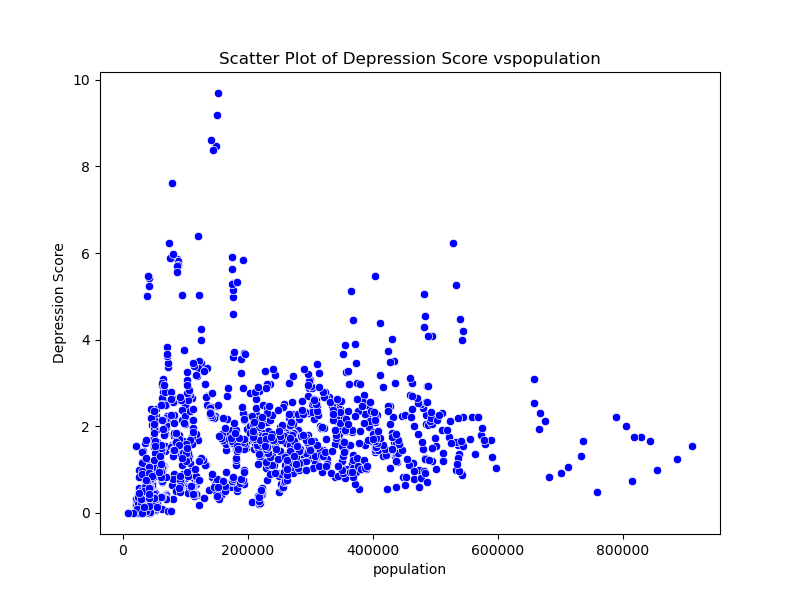 Scatter Plot of Depression Score vspopulation
10
8
6
4
2
0
Depression Score
0 200000 400000 600000 800000
population